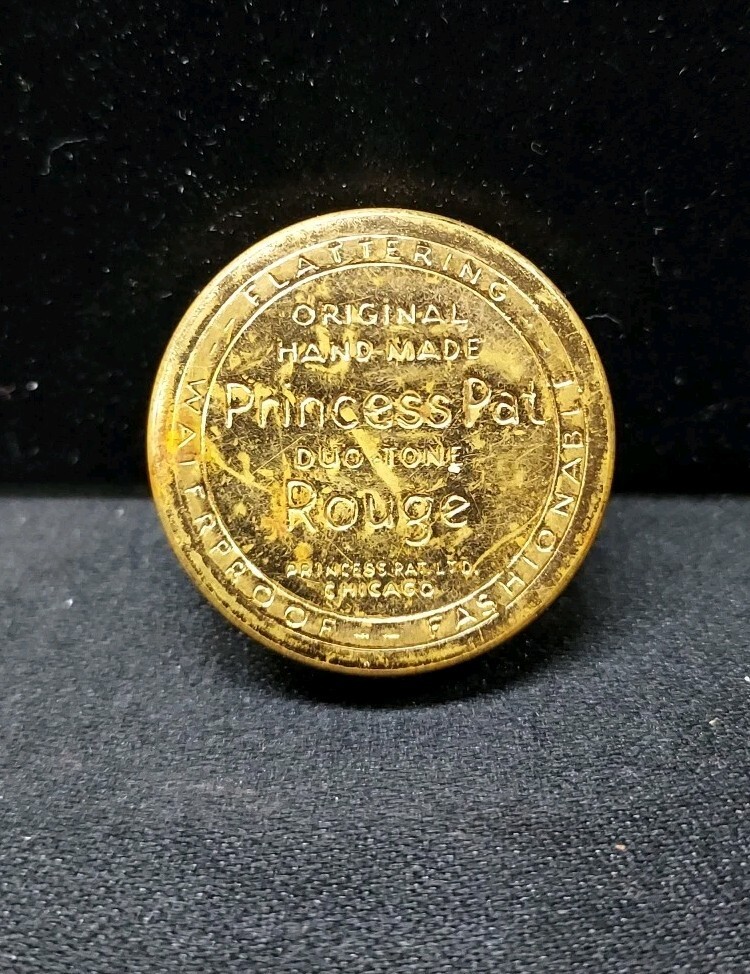 FLATTERING
ORIGINAL
HAND-MADE
Princess Pat
DUO-TONE
Rouge
PRINCESS PAT LTD.
CHICAGO
WATERPROOF -- FASHIONABLE